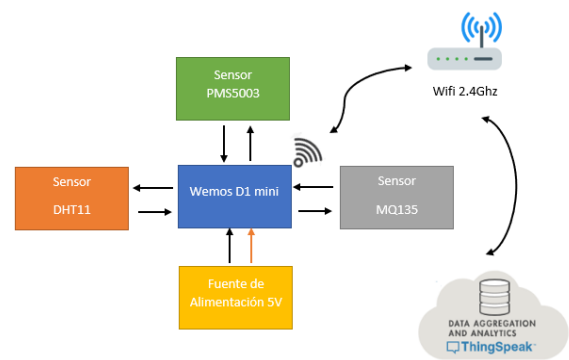 Sensor
PMS5003
Wifi 2.4Ghz
Sensor
DHT11
Wemos D1 mini
Sensor
MQ135
Fuente de
Alimentación 5V
DATA AGGREGATION
AND ANALYTICS
ThingSpeak™